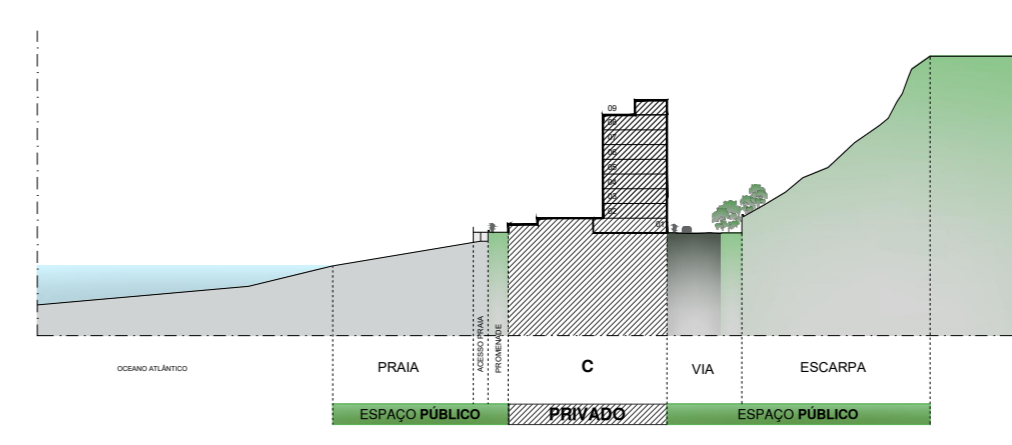 09
08
07
06
05
04
03
02
01
OCEANO ATLÂNTICO
PRAIA
ACESSO PRAIA
PROMENADE
C
VIA
ESCARPA
ESPAÇO PÚBLICO
PRIVADO
ESPAÇO PÚBLICO